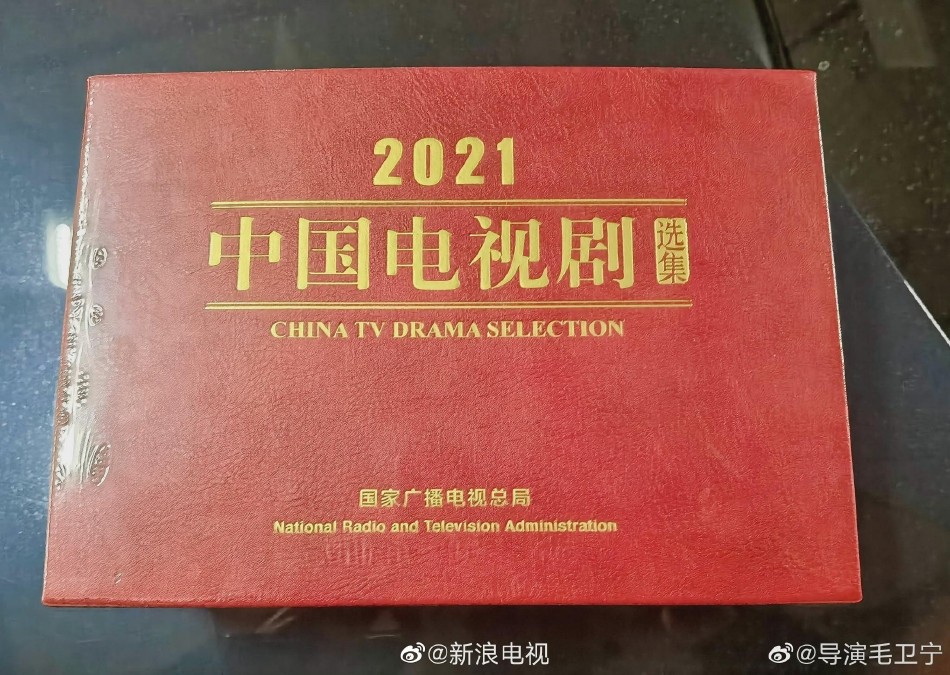 2021
中国电视剧选集
CHINA TV DRAMA SELECTION
国家广播电视总局
National Radio and Television Administration
@新浪电视
@导演毛卫宁